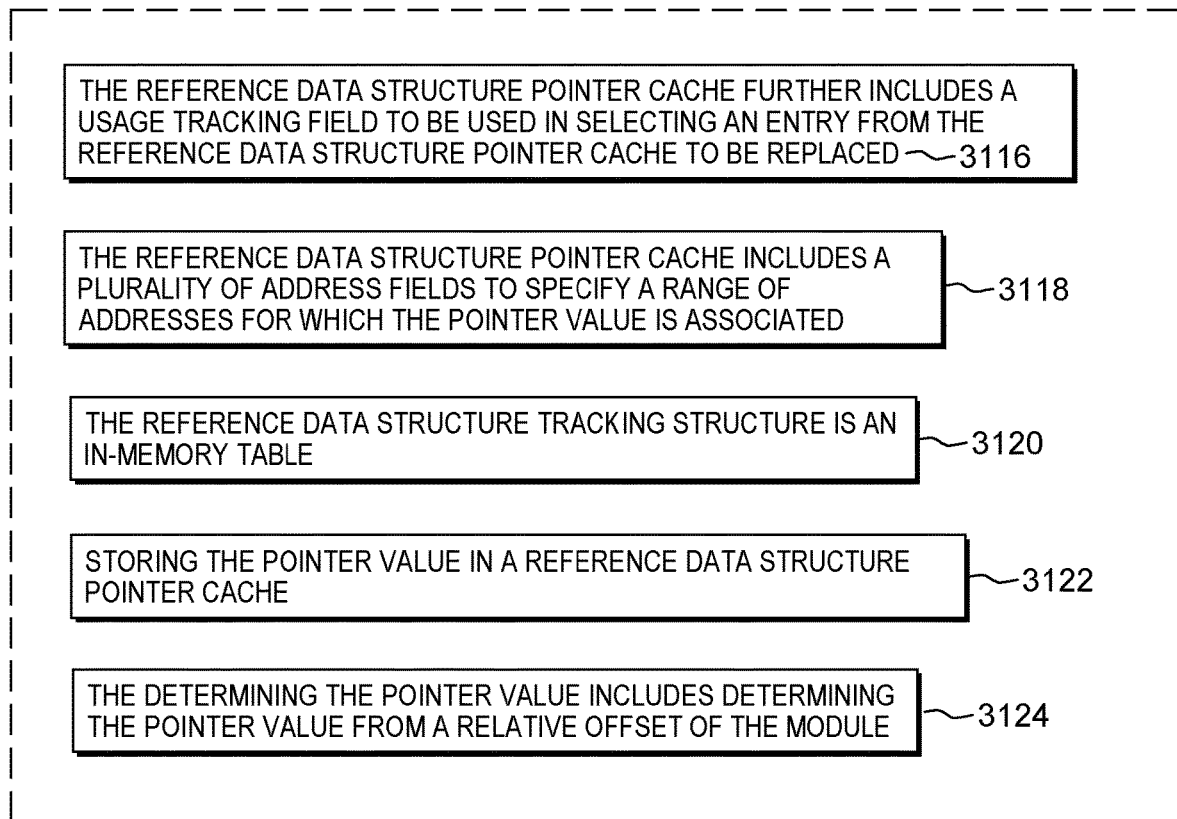 THE REFERENCE DATA STRUCTURE POINTER CACHE FURTHER INCLUDES A
USAGE TRACKING FIELD TO BE USED IN SELECTING AN ENTRY FROM THE
REFERENCE DATA STRUCTURE POINTER CACHE TO BE REPLACED 3116
THE REFERENCE DATA STRUCTURE POINTER CACHE INCLUDES A
PLURALITY OF ADDRESS FIELDS TO SPECIFY A RANGE OF
ADDRESSES FOR WHICH THE POINTER VALUE IS ASSOCIATED
3118
THE REFERENCE DATA STRUCTURE TRACKING STRUCTURE IS AN
IN-MEMORY TABLE
3120
STORING THE POINTER VALUE IN A REFERENCE DATA STRUCTURE
POINTER CACHE
3122
THE DETERMINING THE POINTER VALUE INCLUDES DETERMINING
THE POINTER VALUE FROM A RELATIVE OFFSET OF THE MODULE
3124